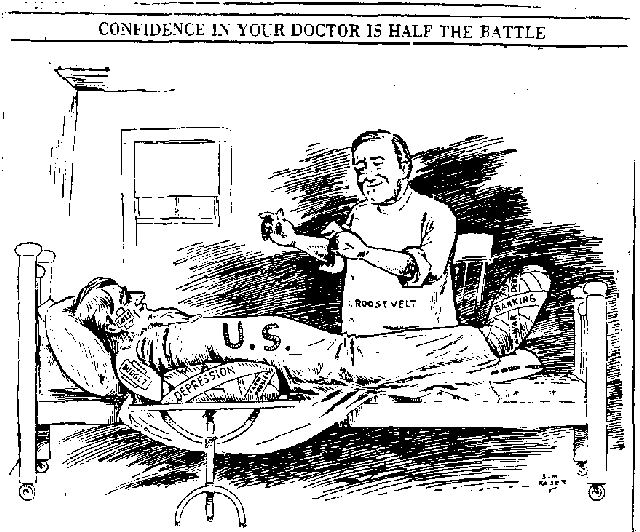 CONFIDENCE IN YOUR DOCTOR IS HALF THE BATTLE
ROOSEVELT
BANKING
U.S.
DEPRESSION